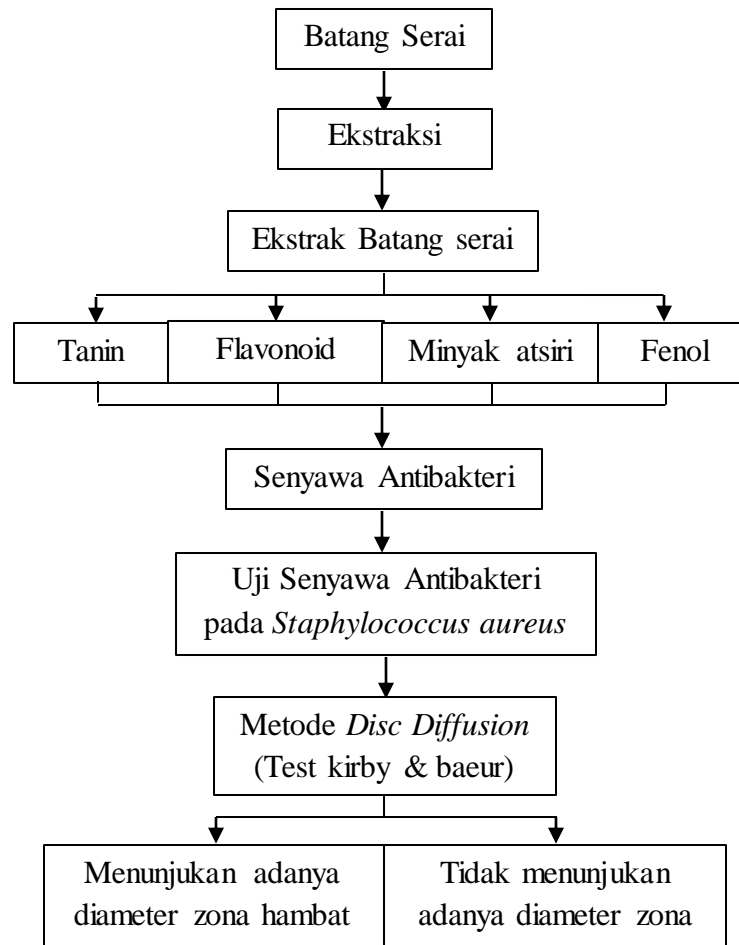 Batang Serai
Ekstraksi
Ekstrak Batang serai
Tanin
Flavonoid
Minyak atsiri
Fenol
Senyawa Antibakteri
Uji Senyawa Antibakteri
pada Staphylococcus aureus
Metode Disc Diffusion
(Test kirby & baeur)
Menunjukan adanya
diameter zona hambat
Tidak menunjukan
adanya diameter zona